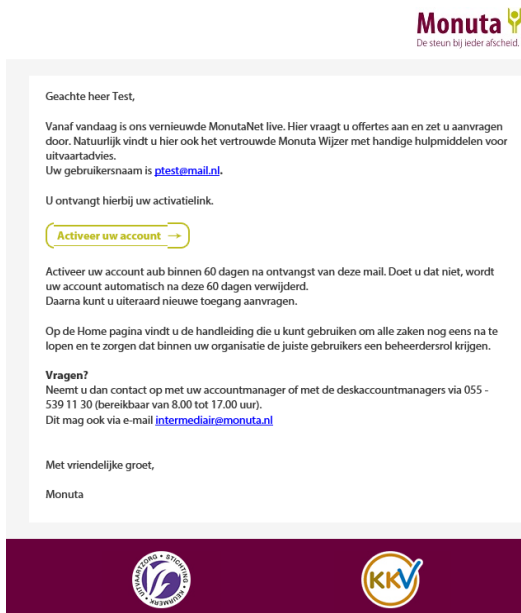 Monuta
De steun bij ieder afscheid.
Geachte heer Test,
Vanaf vandaag is ons vernieuwde MonutaNet live. Hier vraagt u offertes aan en zet u aanvragen
door. Natuurlijk vindt u hier ook het vertrouwde Monuta Wijzer met handige hulpmiddelen voor
uitvaartadvies.
Uw gebruikersnaam is ptest@mail.nl.
U ontvangt hierbij uw activatielink.
Activeer uw account →
Activeer uw account aub binnen 60 dagen na ontvangst van deze mail. Doet u dat niet, wordt
uw account automatisch na deze 60 dagen verwijderd.
Daarna kunt u uiteraard nieuwe toegang aanvragen.
Op de Home pagina vindt u de handleiding die u kunt gebruiken om alle zaken nog eens na te
lopen en te zorgen dat binnen uw organisatie de juiste gebruikers een beheerdersrol krijgen.
Vragen?
Neemt u dan contact op met uw accountmanager of met de deskaccountmanagers via 055 -
539 11 30 (bereikbaar van 8.00 tot 17.00 uur).
Dit mag ook via e-mail intermediair@monuta.nl
Met vriendelijke groet,
Monuta
STICHTING • KEURMERK • UITVAARTZORG •
KKV